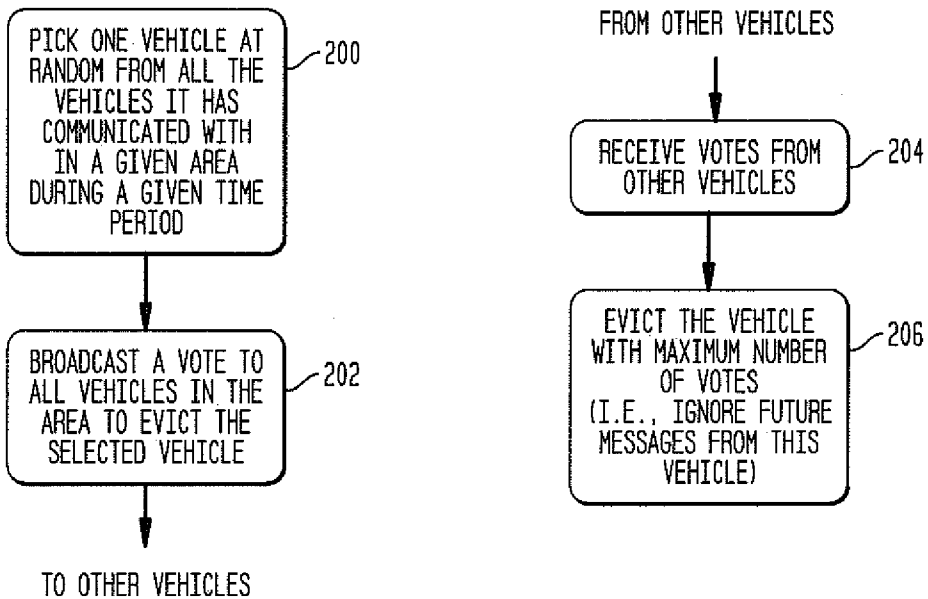 PICK ONE VEHICLE AT
RANDOM FROM ALL THE
VEHICLES IT HAS
COMMUNICATED WITH
IN A GIVEN AREA
DURING A GIVEN TIME
PERIOD
200
BROADCAST A VOTE TO
ALL VEHICLES IN THE
AREA TO EVICT THE
SELECTED VEHICLE
202
TO OTHER VEHICLES
FROM OTHER VEHICLES
RECEIVE VOTES FROM
OTHER VEHICLES
204
EVICT THE VEHICLE
WITH MAXIMUM NUMBER
OF VOTES
(I.E., IGNORE FUTURE
MESSAGES FROM THIS
VEHICLE)
206